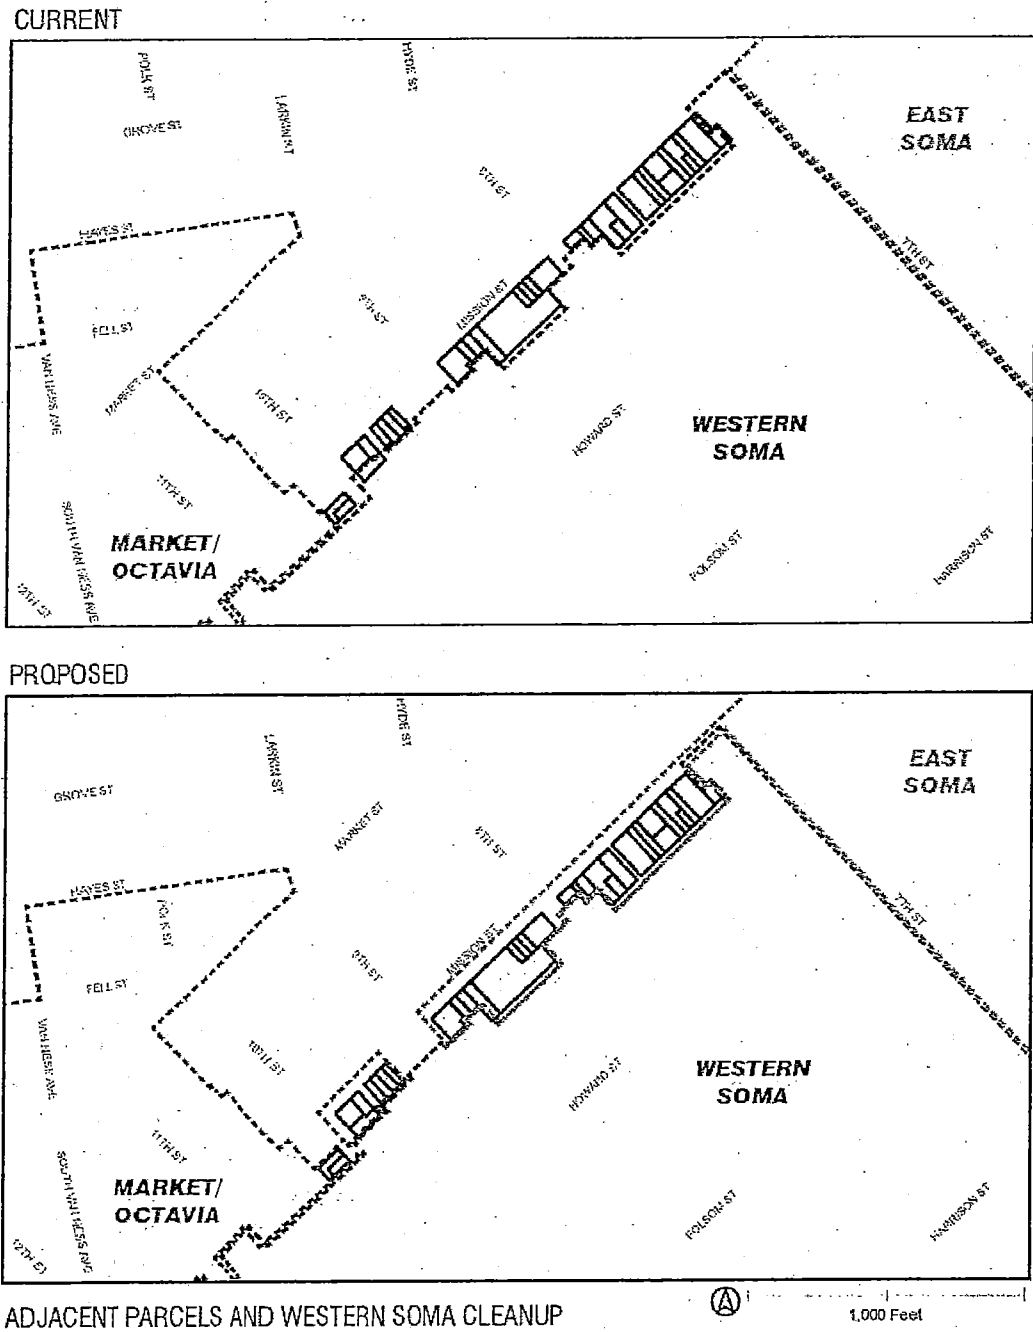 CURRENT
POLK ST
HYDE ST
GROVE ST
LARKIN ST
EAST
SOMA
8TH ST
HAYES ST
7TH ST
MISSION ST
9TH ST
FELL ST
VAN NESS AVE
MARKET ST
10TH ST
HOWARD ST
WESTERN
SOMA
11TH ST
MARKET/
OCTAVIA
SOUTH VAN NESS AVE
FOLSOM ST
HARRISON ST
12TH ST
PROPOSED
HYDE ST
LARKIN ST
EAST
SOMA
GROVE ST
MARKET ST
8TH ST
HAYES ST
POLK ST
7TH ST
MISSION ST
9TH ST
FELL ST
VAN NESS AVE
10TH ST
HOWARD ST
WESTERN
SOMA
11TH ST
MARKET/
OCTAVIA
SOUTH VAN NESS AVE
FOLSOM ST
HARRISON ST
12TH ST
ADJACENT PARCELS AND WESTERN SOMA CLEANUP
1,000 Feet